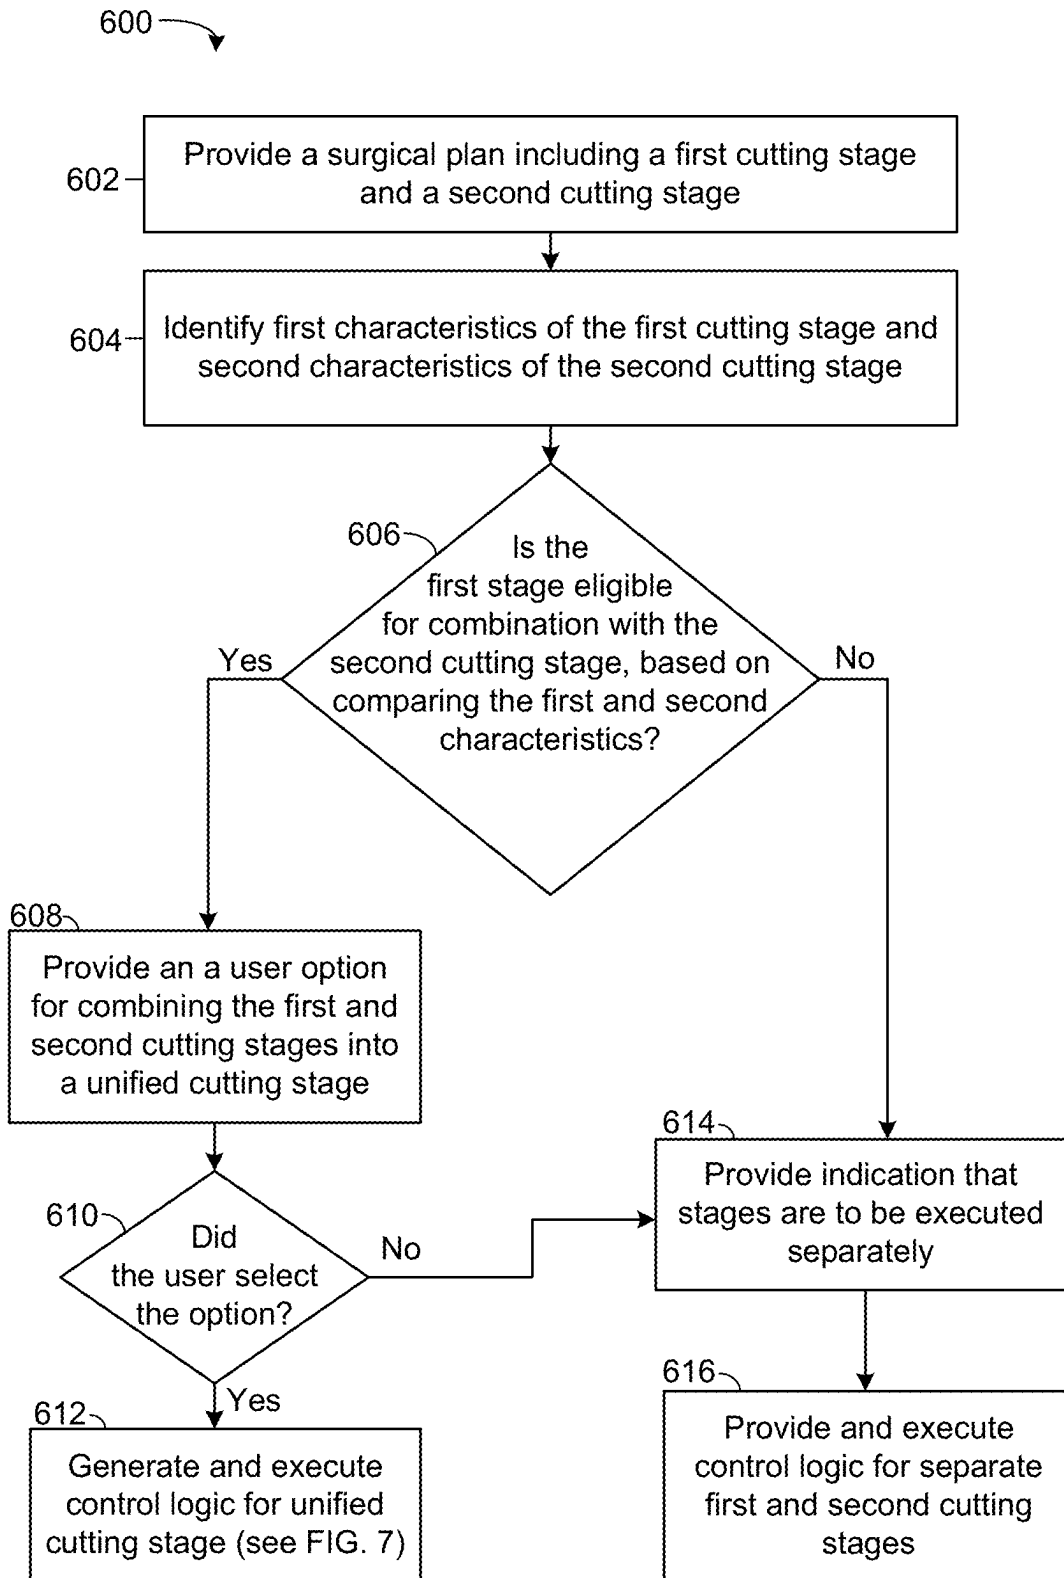 600
602
Provide a surgical plan including a first cutting stage
and a second cutting stage
604
Identify first characteristics of the first cutting stage and
second characteristics of the second cutting stage
606
Is the
first stage eligible
for combination with the
second cutting stage, based on
comparing the first and second
characteristics?
Yes
No
608
Provide an a user option
for combining the first and
second cutting stages into
a unified cutting stage
610
Did
the user select
the option?
No
Yes
612
Generate and execute
control logic for unified
cutting stage (see FIG. 7)
614
Provide indication that
stages are to be executed
separately
616
Provide and execute
control logic for separate
first and second cutting
stages